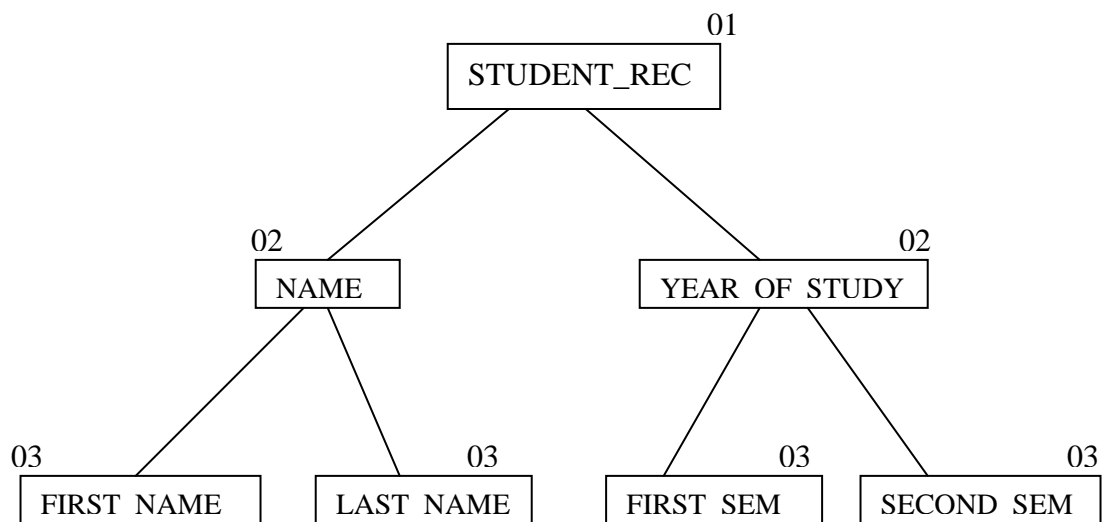 01
STUDENT_REC
02
02
NAME
YEAR OF STUDY
03
03
03
03
FIRST NAME
LAST NAME
FIRST SEM
SECOND SEM